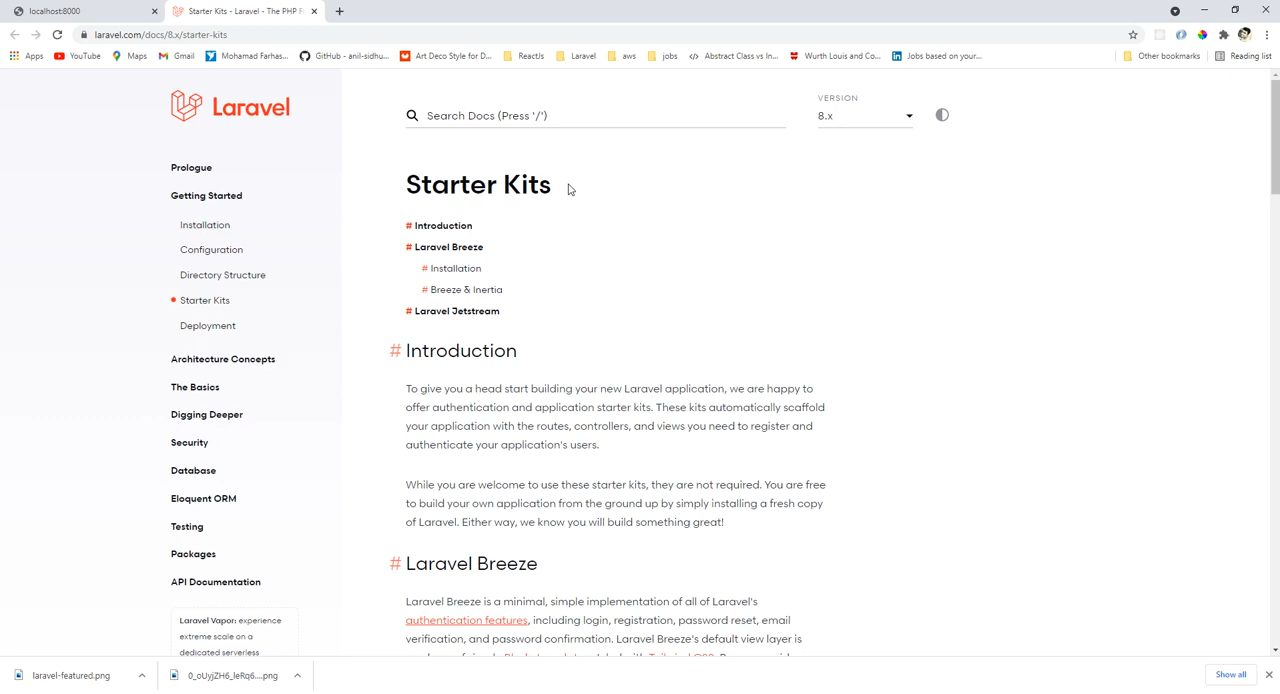 localhost:8000
Starter Kits - Laravel - The PHP F
laravel.com/docs/8.x/starter-kits
Apps
YouTube
Maps
Gmail
Mohamad Farhas...
GitHub - anil-sidhu...
Art Deco Style for D...
ReactJs
Laravel
aws
jobs
Abstract Class vs In...
Wurth Louis and Co...
Jobs based on your...
Other bookmarks
Reading list
Laravel
Prologue
Getting Started
Installation
Configuration
Directory Structure
Starter Kits
Deployment
Architecture Concepts
The Basics
Digging Deeper
Security
Database
Eloquent ORM
Testing
Packages
API Documentation
Laravel Vapor: experience
extreme scale on a
dedicated serverless
Search Docs (Press '/')
VERSION
8.x
Starter Kits
# Introduction
# Laravel Breeze
# Installation
# Breeze & Inertia
# Laravel Jetstream
# Introduction
To give you a head start building your new Laravel application, we are happy to
offer authentication and application starter kits. These kits automatically scaffold
your application with the routes, controllers, and views you need to register and
authenticate your application's users.
While you are welcome to use these starter kits, they are not required. You are free
to build your own application from the ground up by simply installing a fresh copy
of Laravel. Either way, we know you will build something great!
# Laravel Breeze
Laravel Breeze is a minimal, simple implementation of all of Laravel's
authentication features, including login, registration, password reset, email
verification, and password confirmation. Laravel Breeze's default view layer is
laravel-featured.png
0_oUyjZH6_leRq6....png
Show all